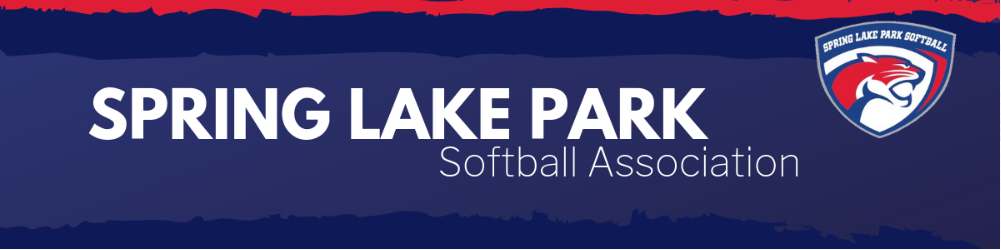 SPRING LAKE PARK SOFTBALL
SPRING LAKE PARK
Softball Association